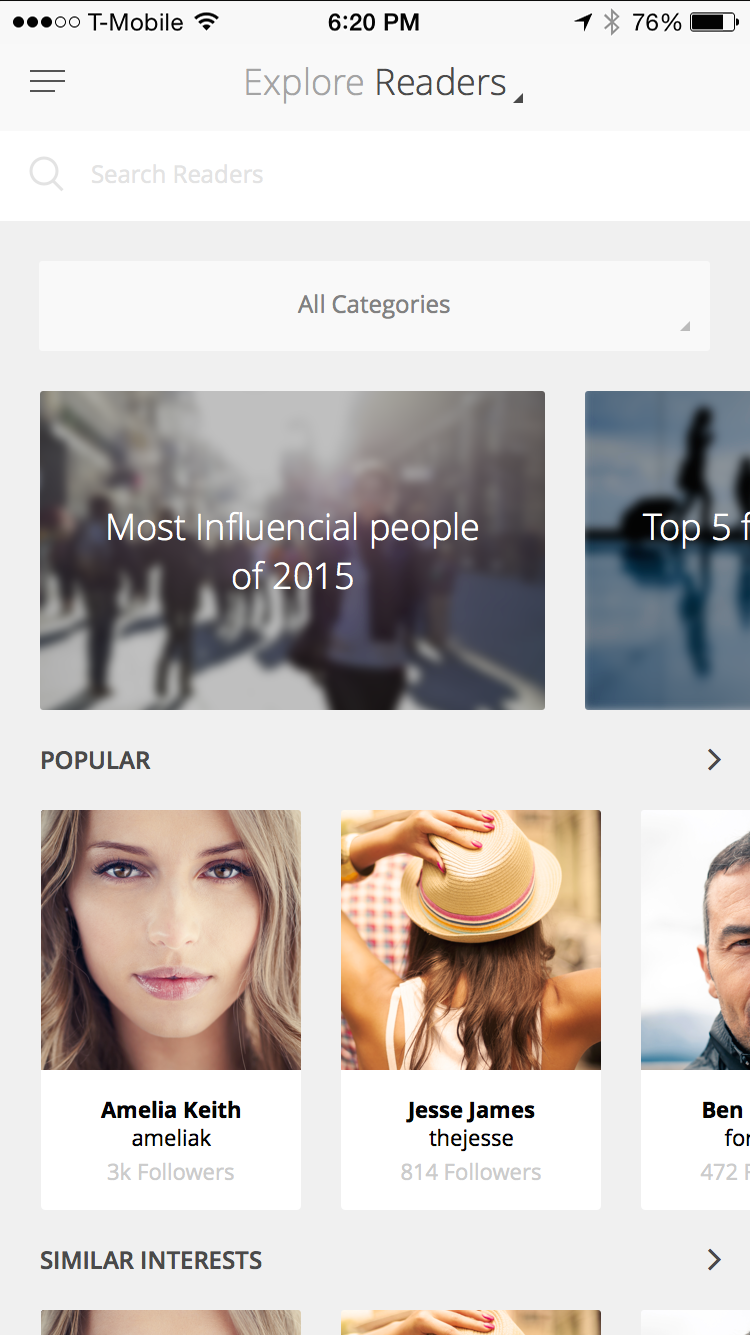 T-Mobile 6:20 PM 76%
Explore Readers
Search Readers
All Categories
Most Influencial people
of 2015
Top 5
POPULAR
Amelia Keith
ameliak
3k Followers
Jesse James
thejesse
814 Followers
Ben
472
SIMILAR INTERESTS